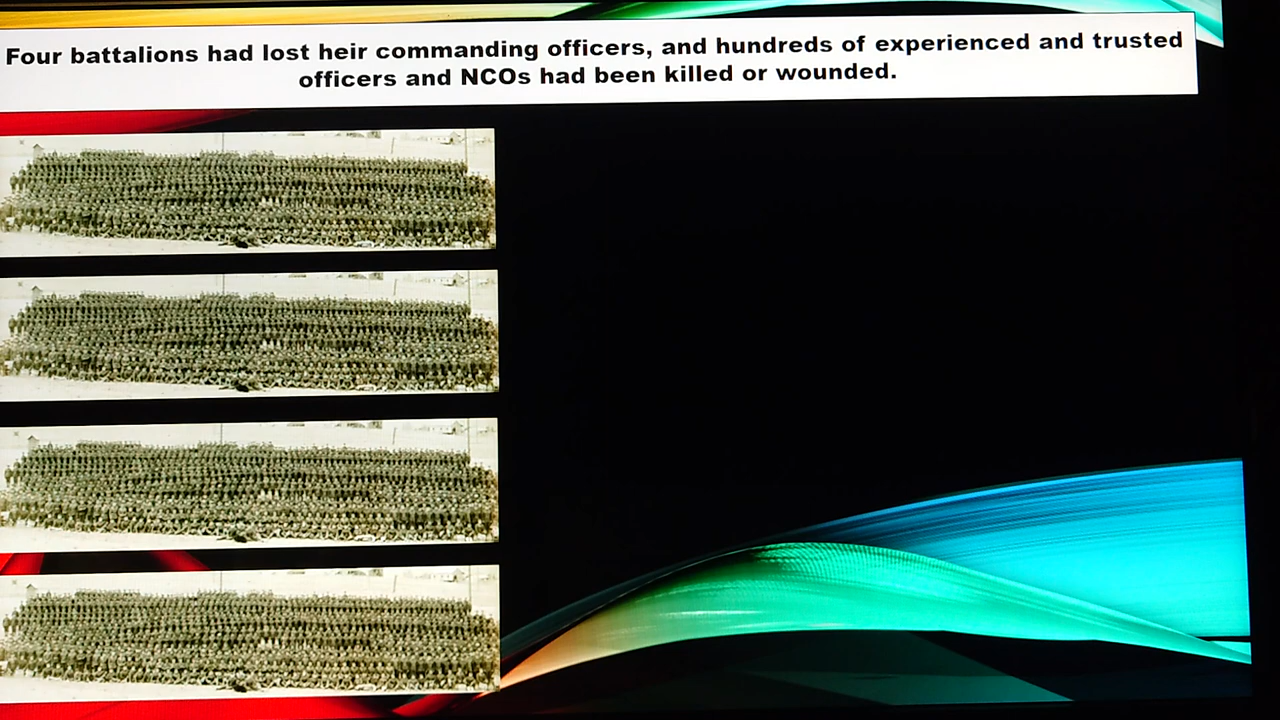 Four battalions had lost heir commanding officers, and hundreds of experienced and trusted
officers and NCOs had been killed or wounded.